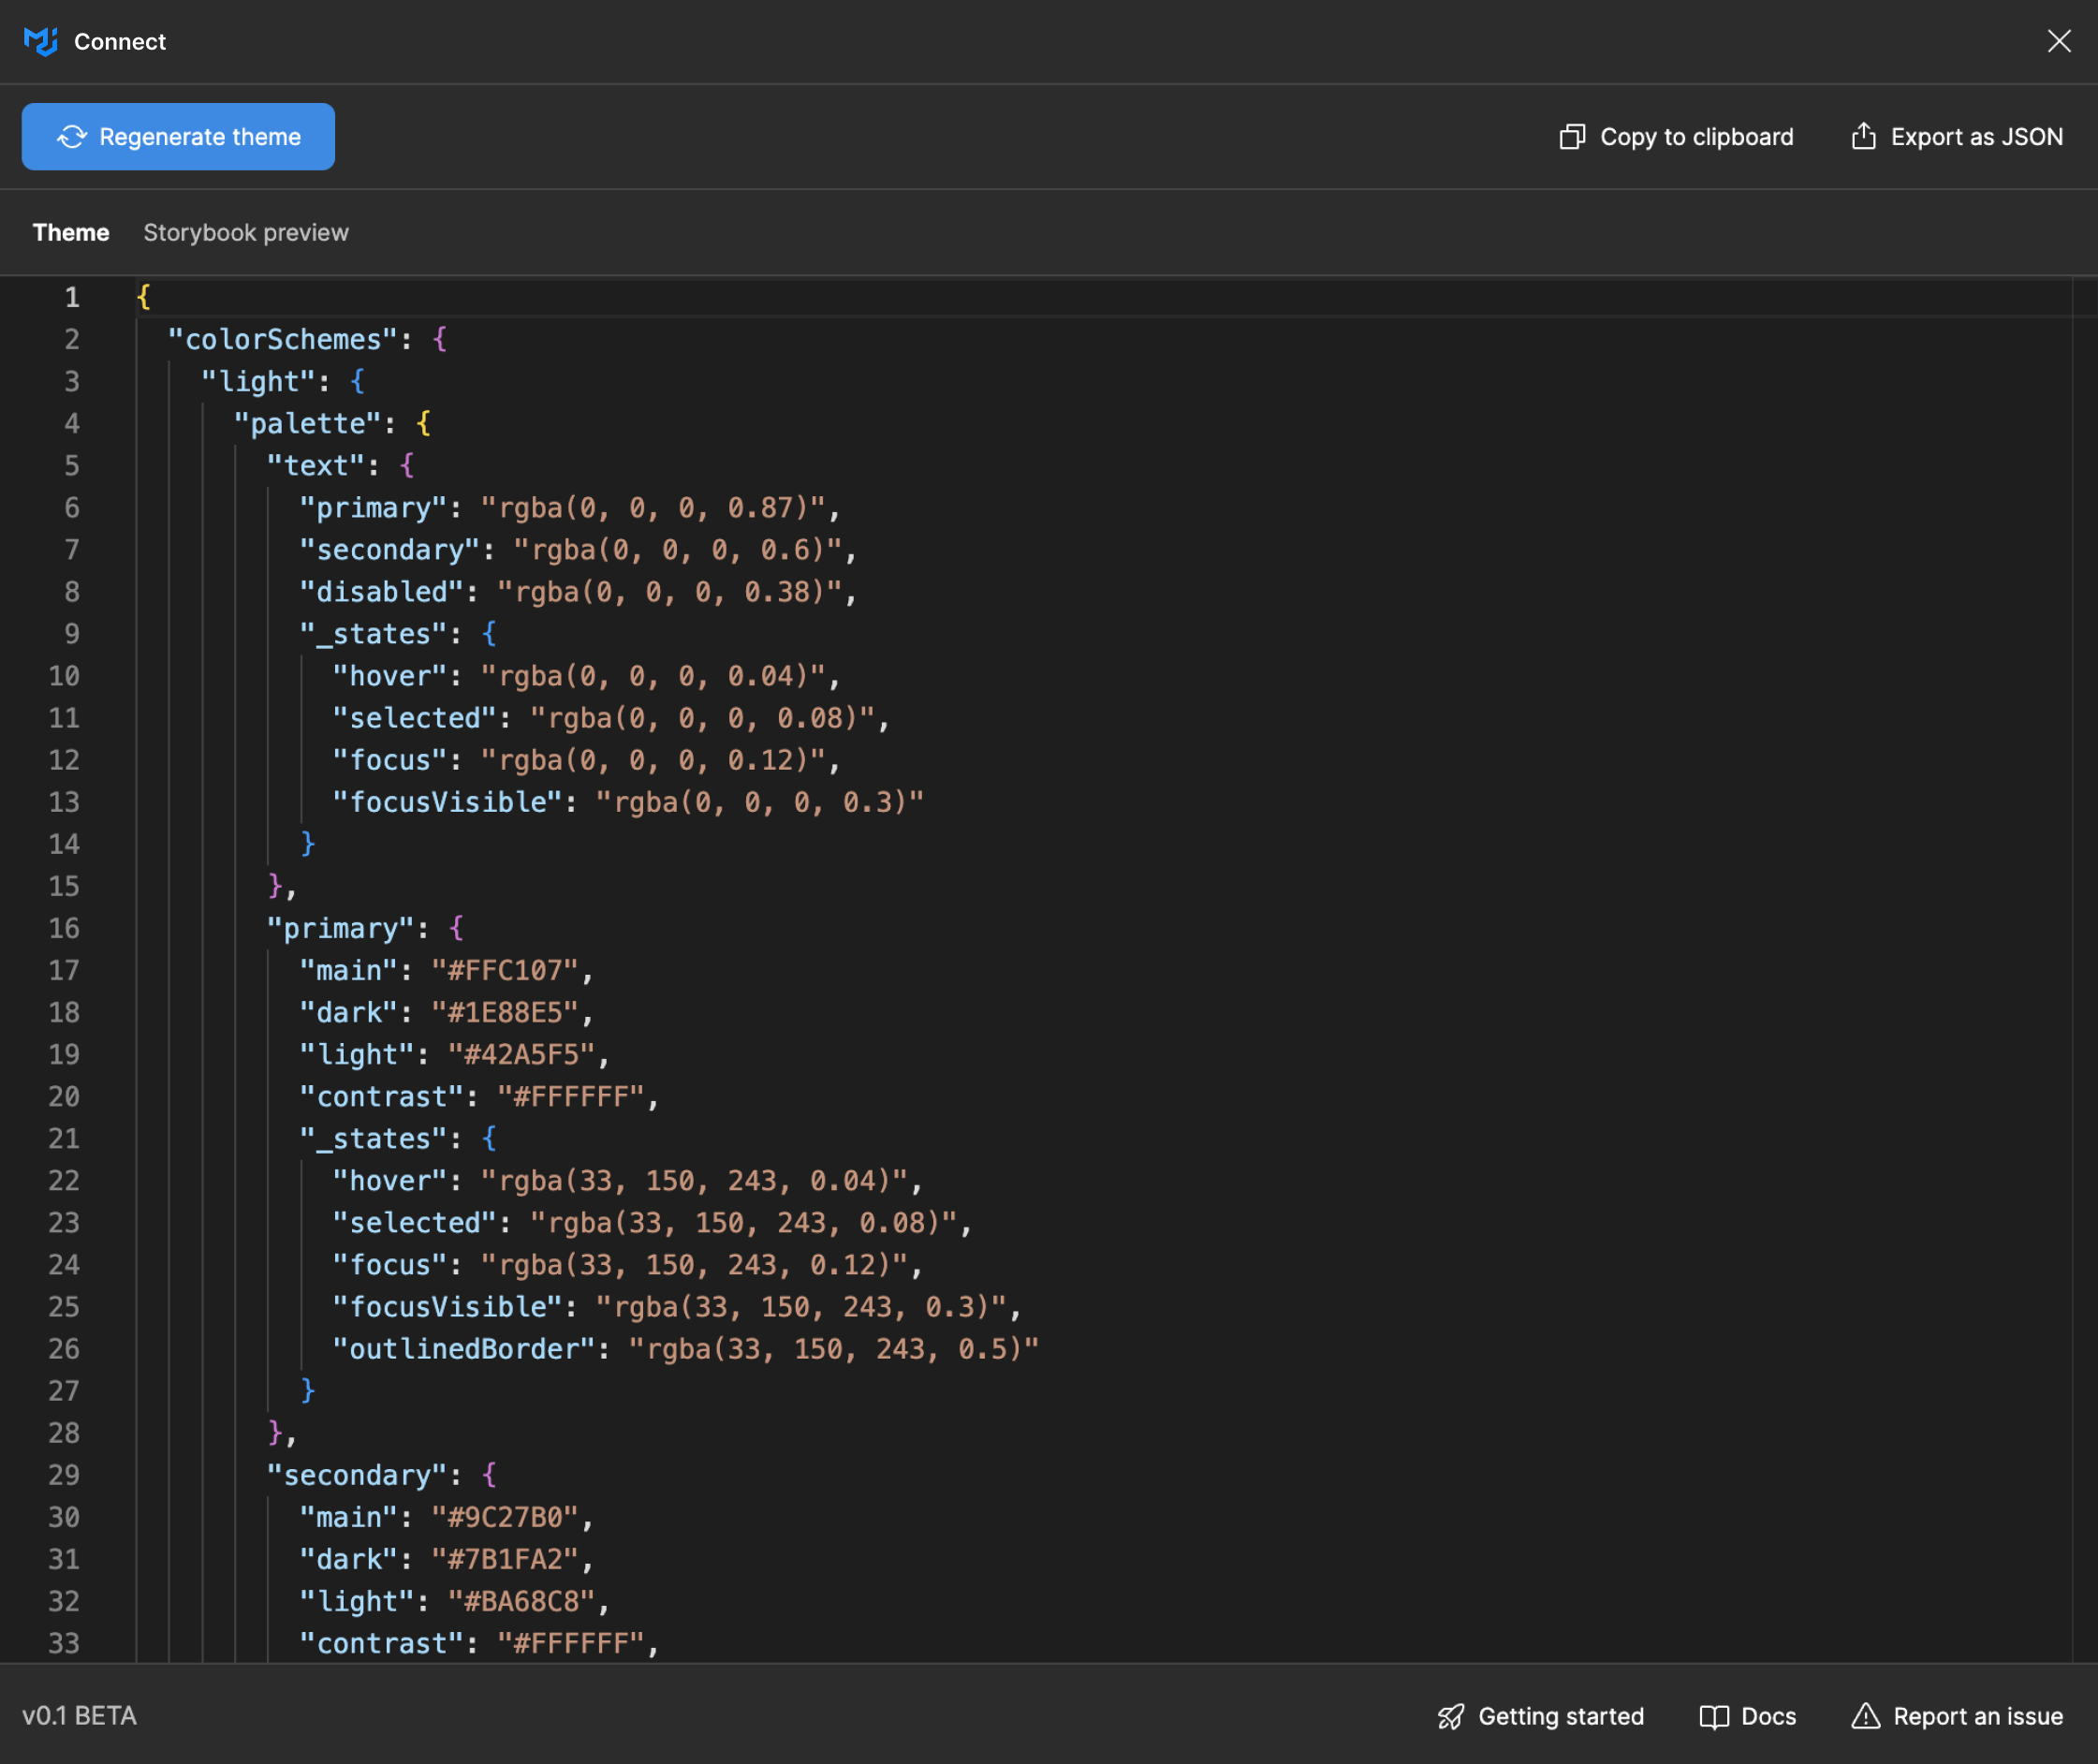 Connect
Regenerate theme
Copy to clipboard
Export as JSON
Theme
Storybook preview
1 {
2   "colorSchemes": {
3     "light": {
4       "palette": {
5         "text": {
6           "primary": "rgba(0, 0, 0, 0.87)",
7           "secondary": "rgba(0, 0, 0, 0.6)",
8           "disabled": "rgba(0, 0, 0, 0.38)",
9           "_states": {
10             "hover": "rgba(0, 0, 0, 0.04)",
11             "selected": "rgba(0, 0, 0, 0.08)",
12             "focus": "rgba(0, 0, 0, 0.12)",
13             "focusVisible": "rgba(0, 0, 0, 0.3)"
14           }
15         },
16         "primary": {
17           "main": "#FFC107",
18           "dark": "#1E88E5",
19           "light": "#42A5F5",
20           "contrast": "#FFFFFF",
21           "_states": {
22             "hover": "rgba(33, 150, 243, 0.04)",
23             "selected": "rgba(33, 150, 243, 0.08)",
24             "focus": "rgba(33, 150, 243, 0.12)",
25             "focusVisible": "rgba(33, 150, 243, 0.3)",
26             "outlinedBorder": "rgba(33, 150, 243, 0.5)"
27           }
28         },
29         "secondary": {
30           "main": "#9C27B0",
31           "dark": "#7B1FA2",
32           "light": "#BA68C8",
33           "contrast": "#FFFFFF",
v0.1 BETA
Getting started
Docs
Report an issue